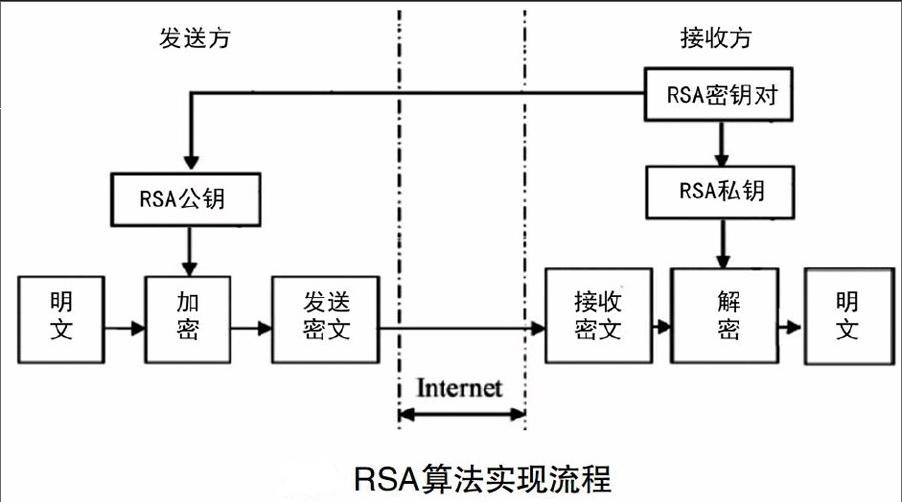 发送方
接收方
RSA密钥对
RSA公钥
RSA私钥
明
文
加
密
发送
密文
接收
密文
解
密
明
文
Internet
RSA算法实现流程